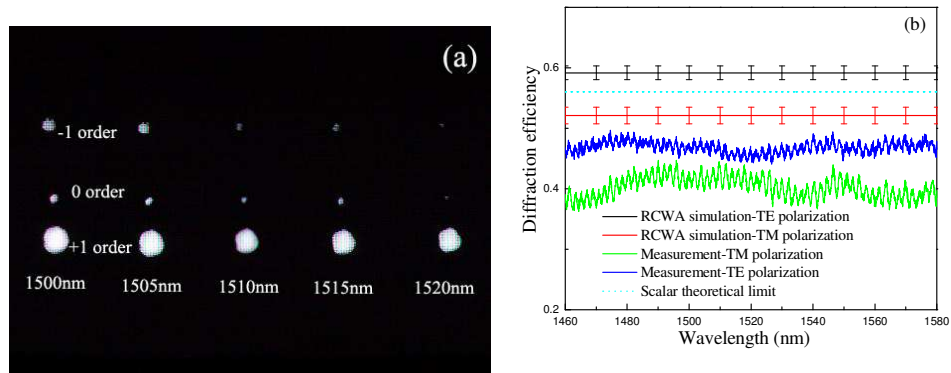 (a)
-1 order
0 order
+1 order
1500nm 1505nm 1510nm 1515nm 1520nm
(b)
Diffraction efficiency
0.6
0.4
0.2
RCWA simulation-TE polarization
RCWA simulation-TM polarization
Measurement-TM polarization
Measurement-TE polarization
Scalar theoretical limit
1460 1480 1500 1520 1540 1560 1580
Wavelength (nm)